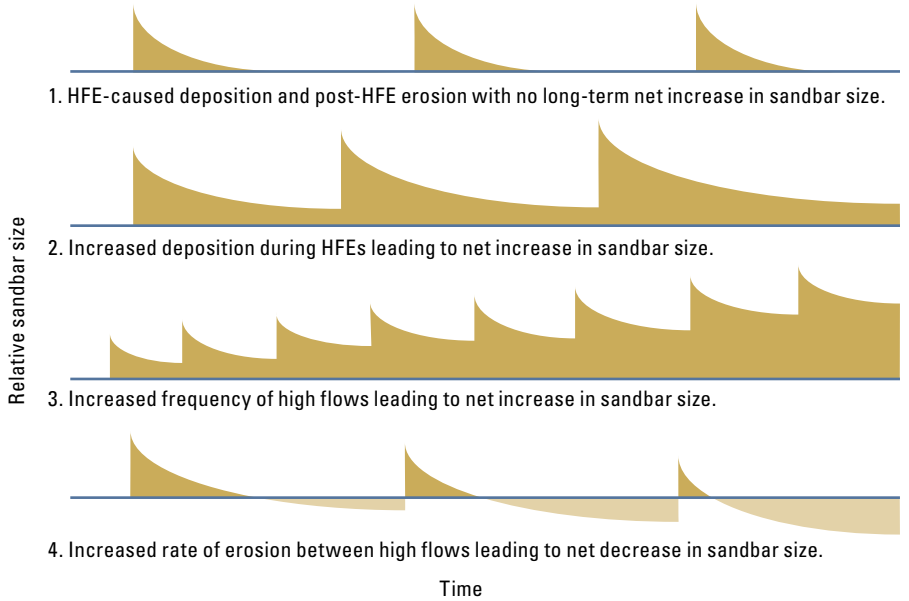 1. HFE-caused deposition and post-HFE erosion with no long-term net increase in sandbar size.
2. Increased deposition during HFEs leading to net increase in sandbar size.
Relative sandbar size
3. Increased frequency of high flows leading to net increase in sandbar size.
4. Increased rate of erosion between high flows leading to net decrease in sandbar size.
Time